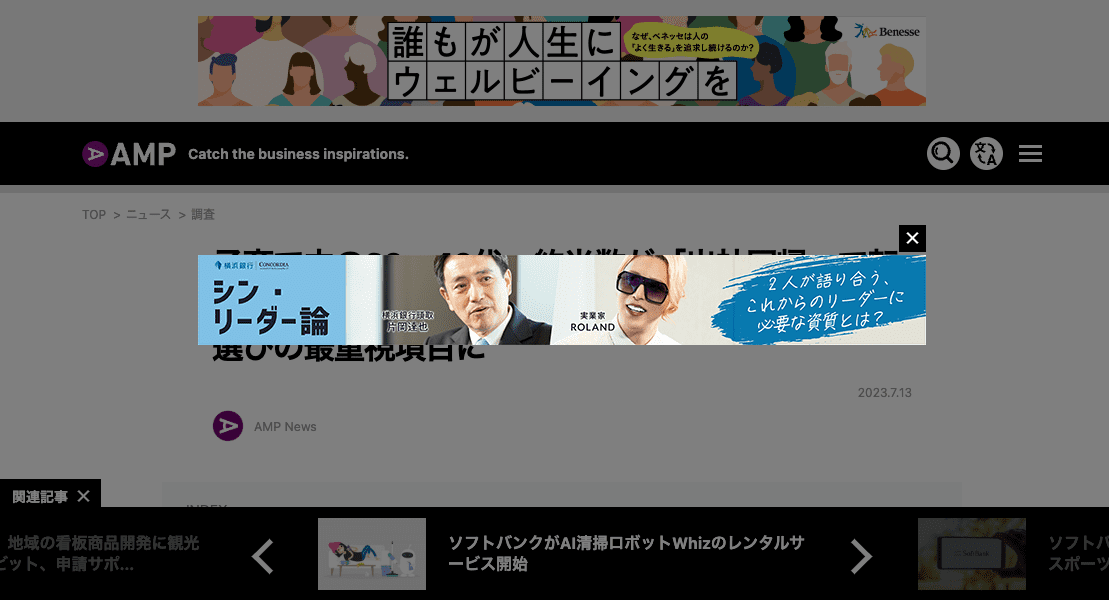 誰もが人生に
ウェルビーイングを
なぜ、ベネッセは人の
「よく生きる」を追求し続けるのか?
Benesse
AMP
Catch the business inspirations.
TOP > ニュース > 調査
横浜銀行 CONCORDIA
シン・
リーダー論
横浜銀行頭取
片岡達也
実業家
ROLAND
2人が語り合う、
これからのリーダーに
必要な資質とは?
選びの最重視項目に
2023.7.13
AMP News
INDEX
関連記事
地域の看板商品開発に観光
ビット、申請サポ...
ソフトバンクがAI清掃ロボットWhizのレンタルサ
ービス開始
SoftBank
ソフトバ
スポーツ